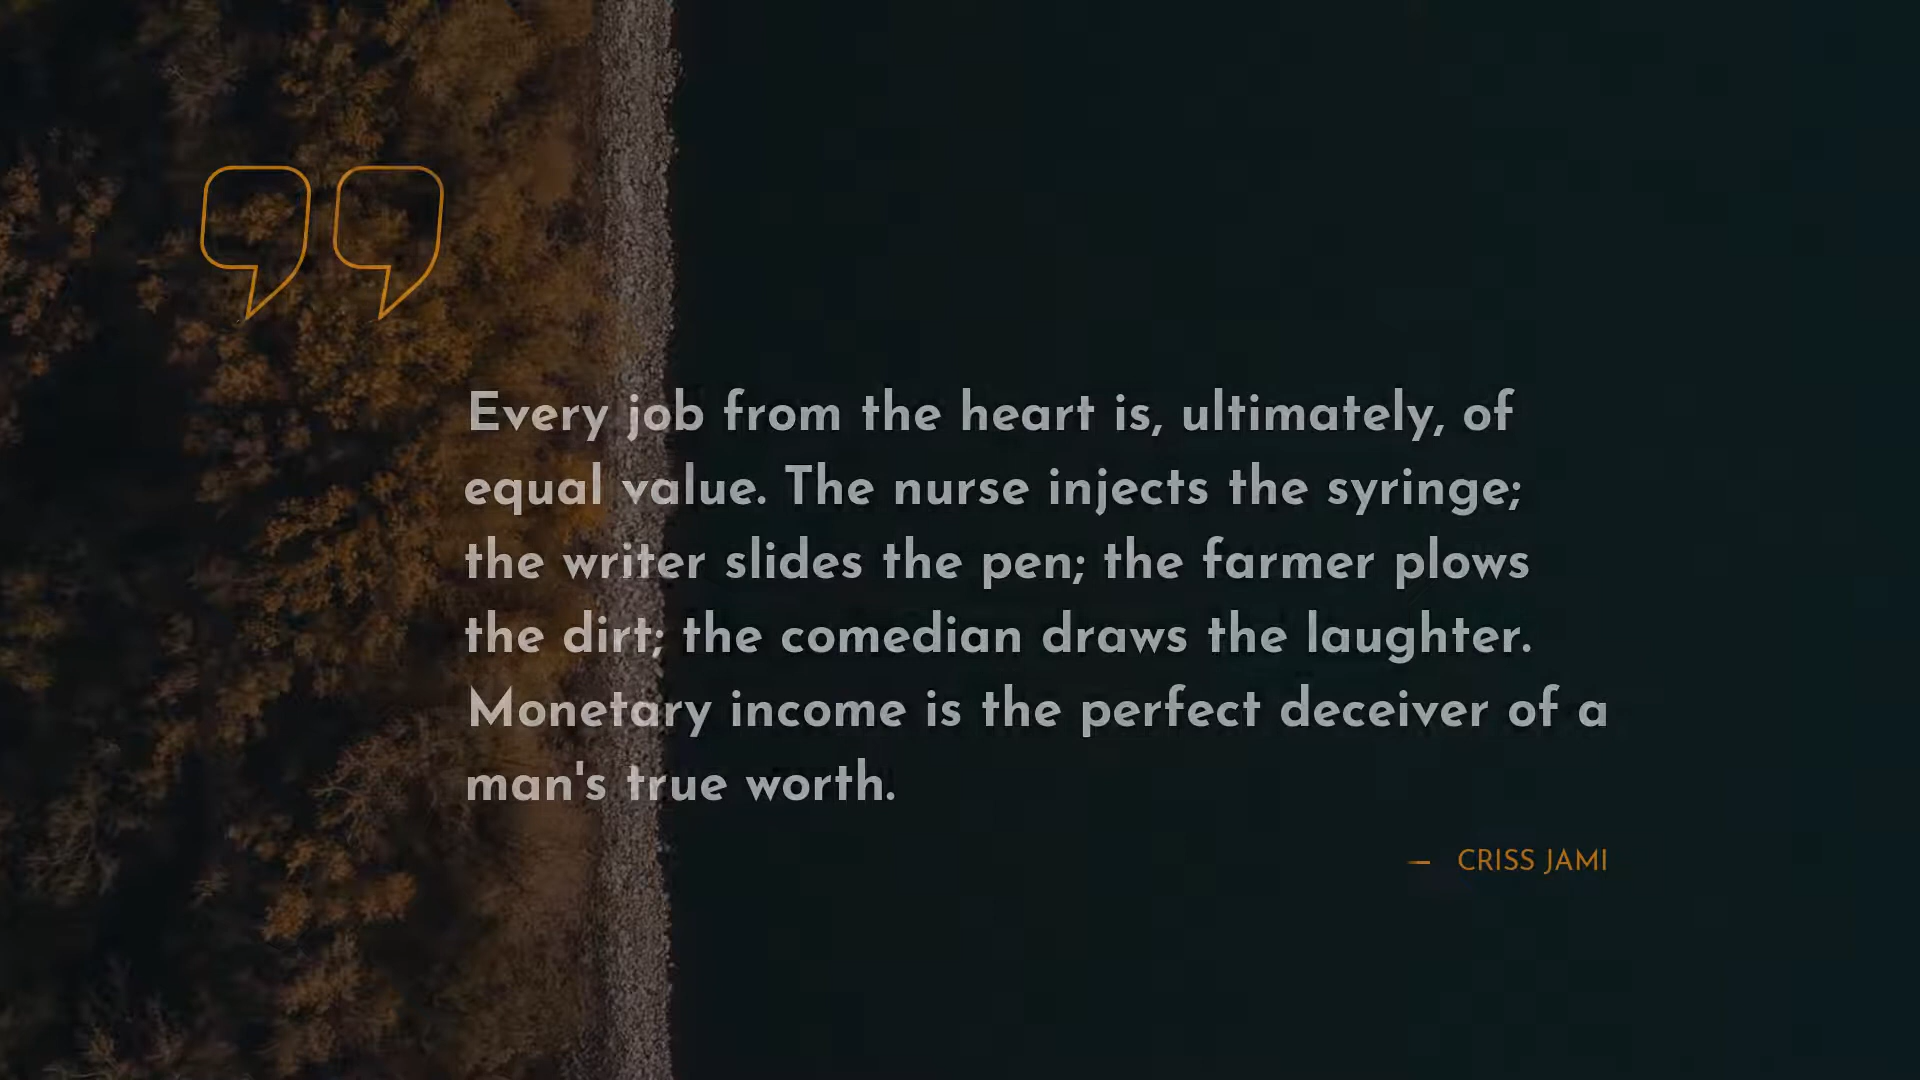 Every job from the heart is, ultimately, of
equal value. The nurse injects the syringe;
the writer slides the pen; the farmer plows
the dirt; the comedian draws the laughter.
Monetary income is the perfect deceiver of a
man's true worth.
— CRISS JAMI